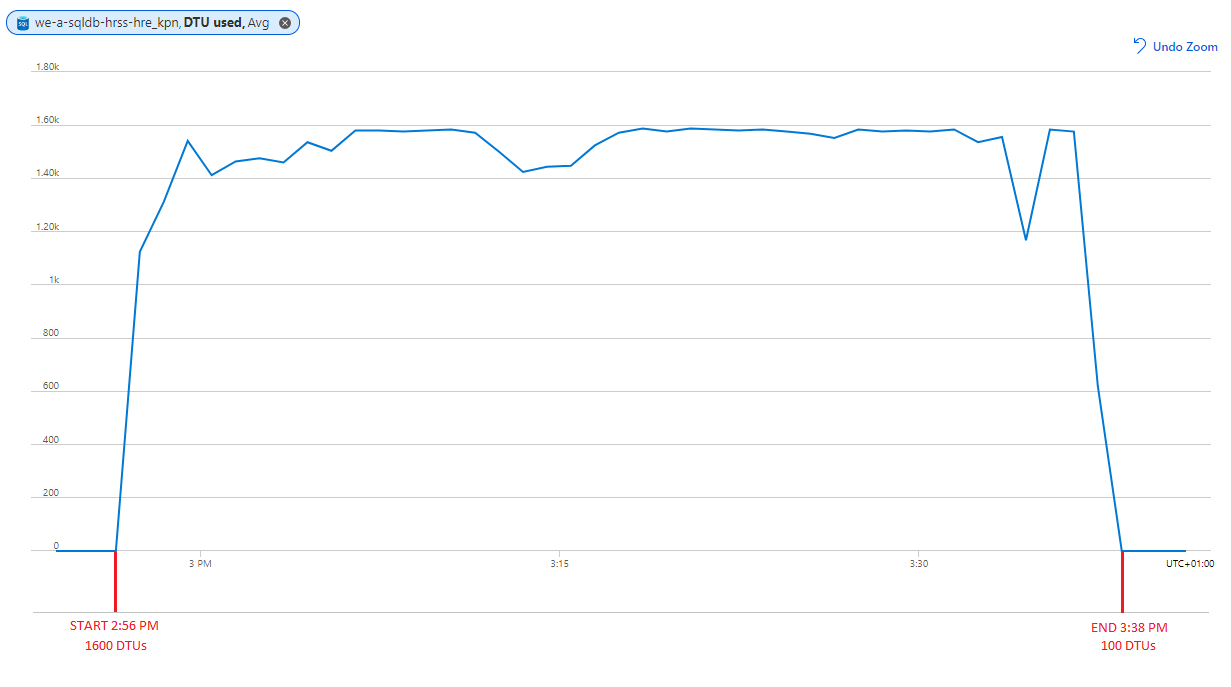 SQL we-a-sqldb-hrss-hre_kpn, DTU used, Avg
Undo Zoom
1.80k
1.60k
1.40k
1.20k
1k
800
600
400
200
0
3 PM 3:15 3:30 UTC+01:00
START 2:56 PM
1600 DTUs
END 3:38 PM
100 DTUs